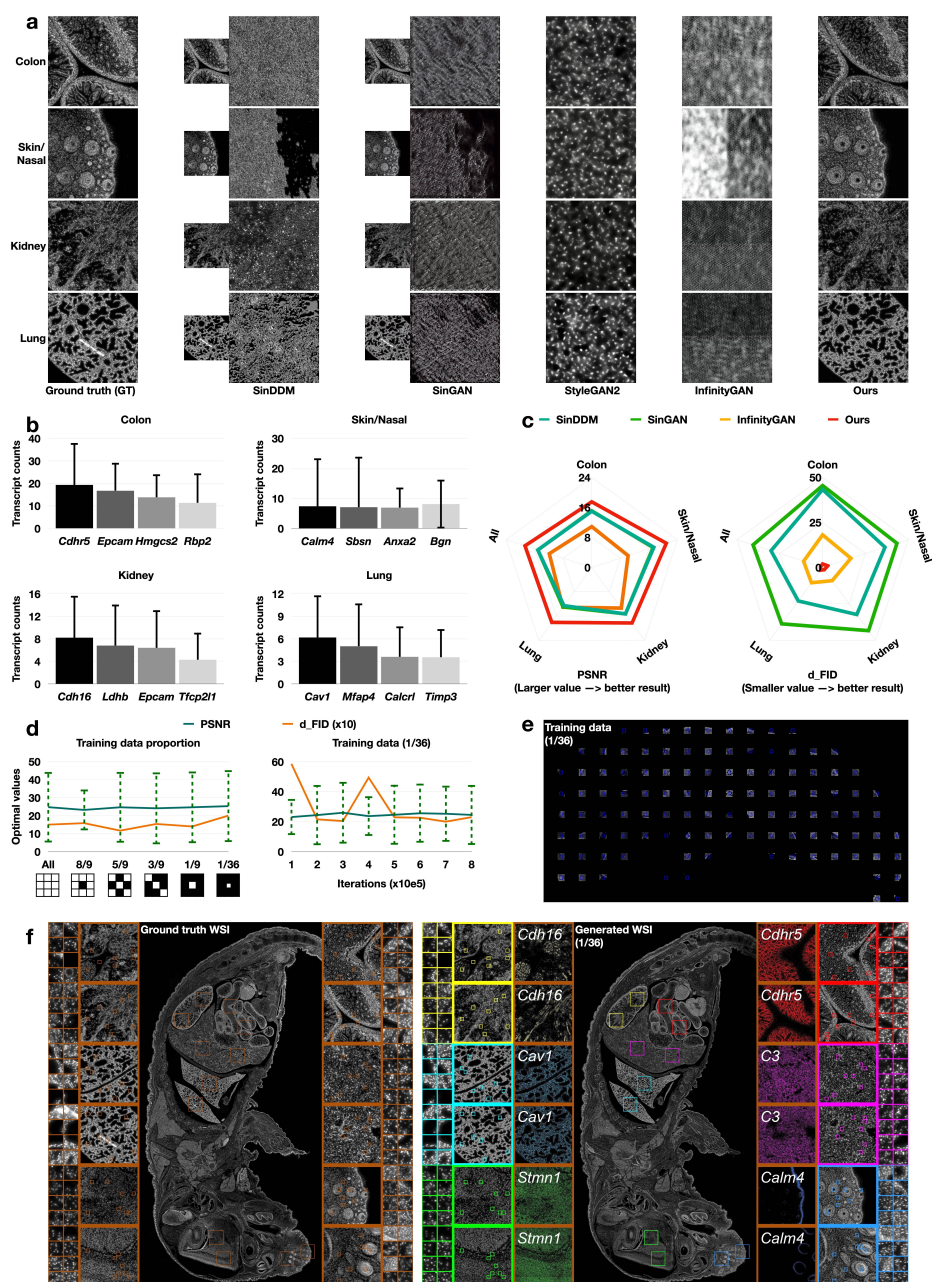 a
Colon
Skin/
Nasal
Kidney
Lung
Ground truth (GT) SinDDM SinGAN StyleGAN2 InfinityGAN Ours
b
Colon
Transcript counts
40
30
20
10
0
Cdhr5 Epcam Hmgcs2 Rbp2
Skin/Nasal
Transcript counts
30
20
10
0
Calm4 Sbsn Anxa2 Bgn
Kidney
Transcript counts
16
12
8
4
0
Cdh16 Ldhb Epcam Tfcp2l1
Lung
Transcript counts
12
9
6
3
0
Cav1 Mfap4 Calcrl Timp3
c
SinDDM SinGAN InfinityGAN Ours
Colon
24
16
8
0
All
Skin/Nasal
Lung
Kidney
PSNR
(Larger value —> better result)
Colon
50
25
0
All
Skin/Nasal
Lung
Kidney
d_FID
(Smaller value —> better result)
d
PSNR d_FID (x10)
Training data proportion
Optimal values
50
40
30
20
10
0
All 8/9 5/9 3/9 1/9 1/36
Training data (1/36)
60
40
20
0
1 2 3 4 5 6 7 8
Iterations (x10e5)
e
Training data
(1/36)
f
Ground truth WSI
Generated WSI
(1/36)
Cdh16
Cdh16
Cav1
Cav1
Stmn1
Stmn1
Cdhr5
Cdhr5
C3
C3
Calm4
Calm4